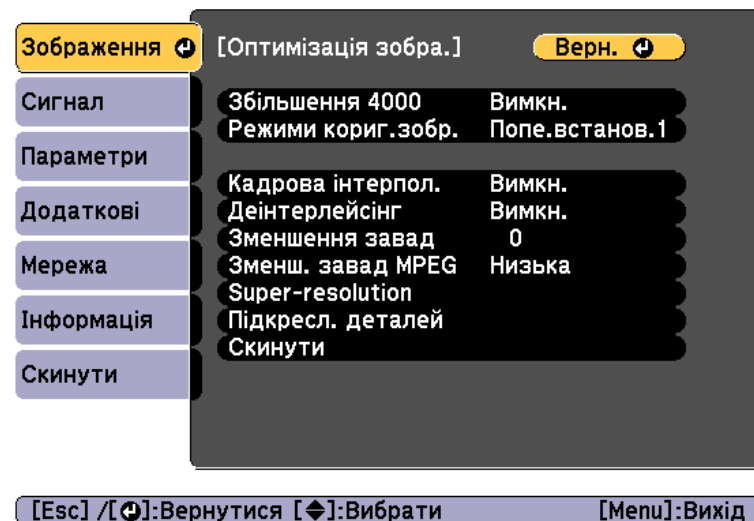 Зображення
[Оптимізація зобра.] Верн.
Сигнал
Параметри
Додаткові
Мережа
Інформація
Скинути
Збільшення 4000 Вимкн.
Режими кориг.зобр. Попе.встанов.1
Кадрова інтерпол. Вимкн.
Деінтерлейсінг Вимкн.
Зменшення завад 0
Зменш. завад MPEG Низька
Super-resolution
Підкресл. деталей
Скинути
[Esc] /[]:Вернутися []:Вибрати [Menu]:Вихід